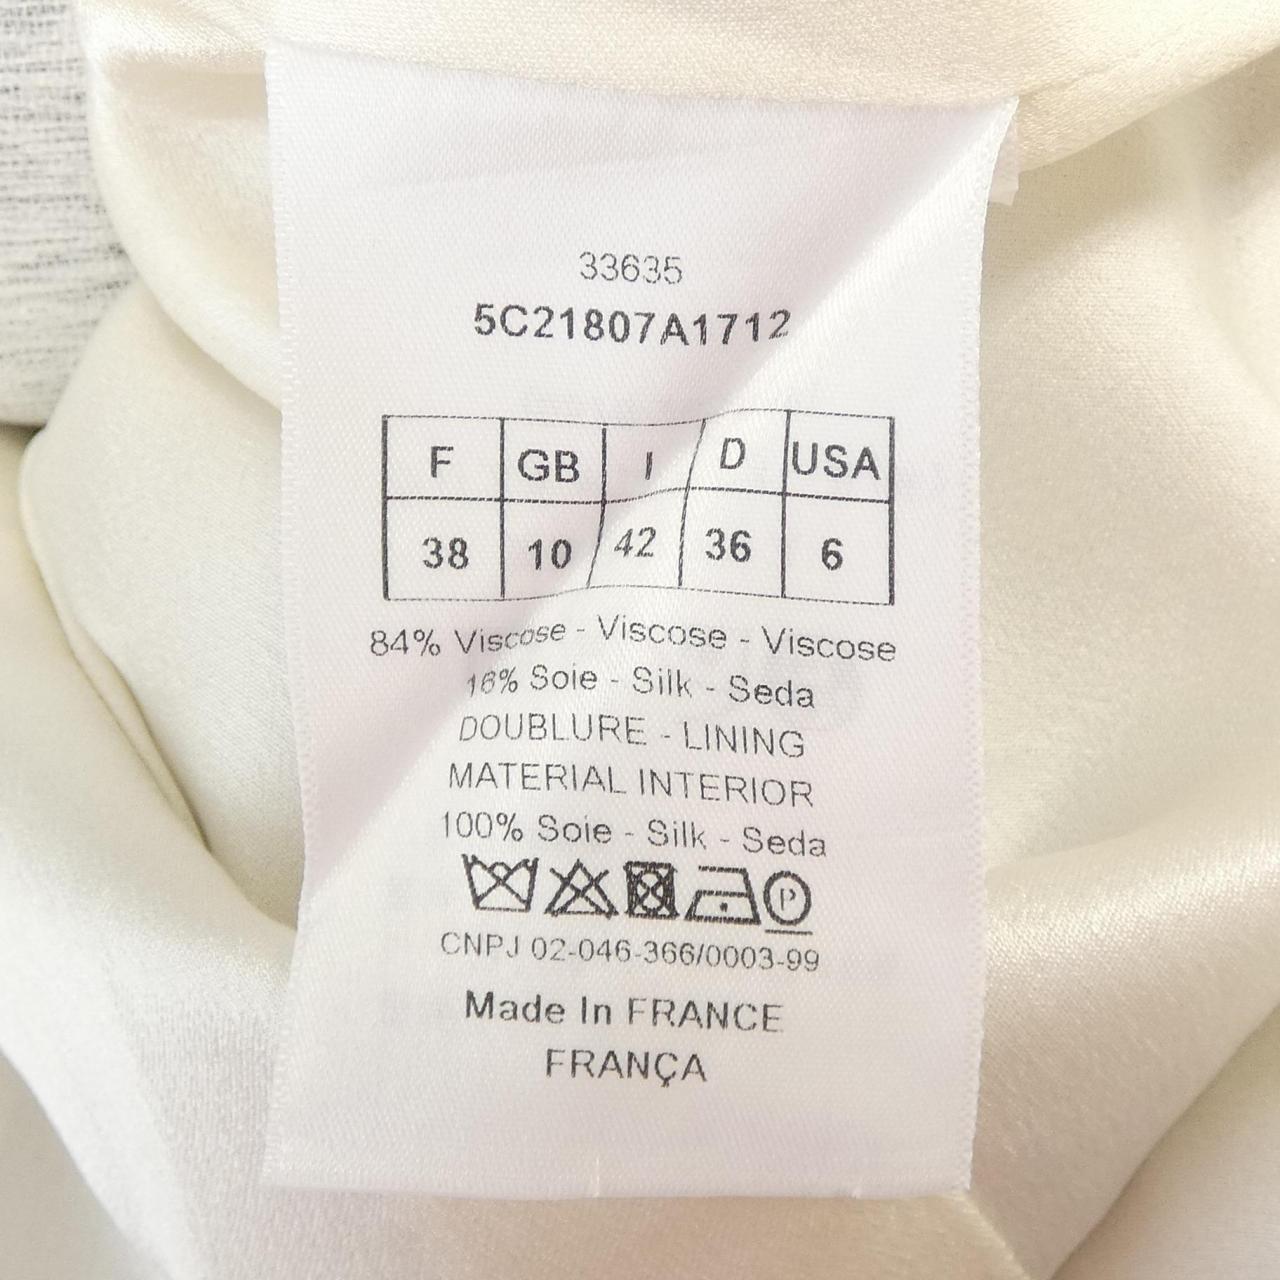 33635
5C21807A1712
F GB I D USA
38 10 42 36 6
84% Viscose - Viscose - Viscose
16% Soie - Silk - Seda
DOUBLURE - LINING
MATERIAL INTERIOR
100% Soie - Silk - Seda
P
CNPJ 02-046-366/0003-99
Made In FRANCE
FRANÇA